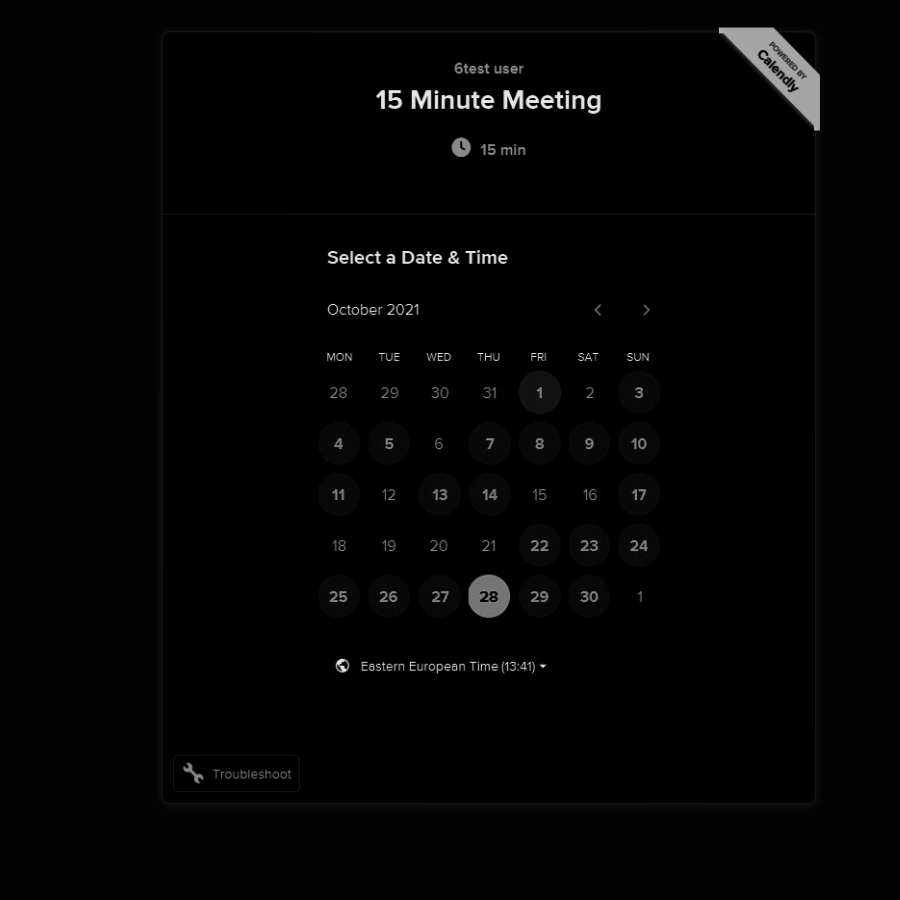 POWERED BY
Calendly
6test user
15 Minute Meeting
15 min
Select a Date & Time
October 2021
MON TUE WED THU FRI SAT SUN
28 29 30 31 1 2 3
4 5 6 7 8 9 10
11 12 13 14 15 16 17
18 19 20 21 22 23 24
25 26 27 28 29 30 1
Eastern European Time (13:41)
Troubleshoot